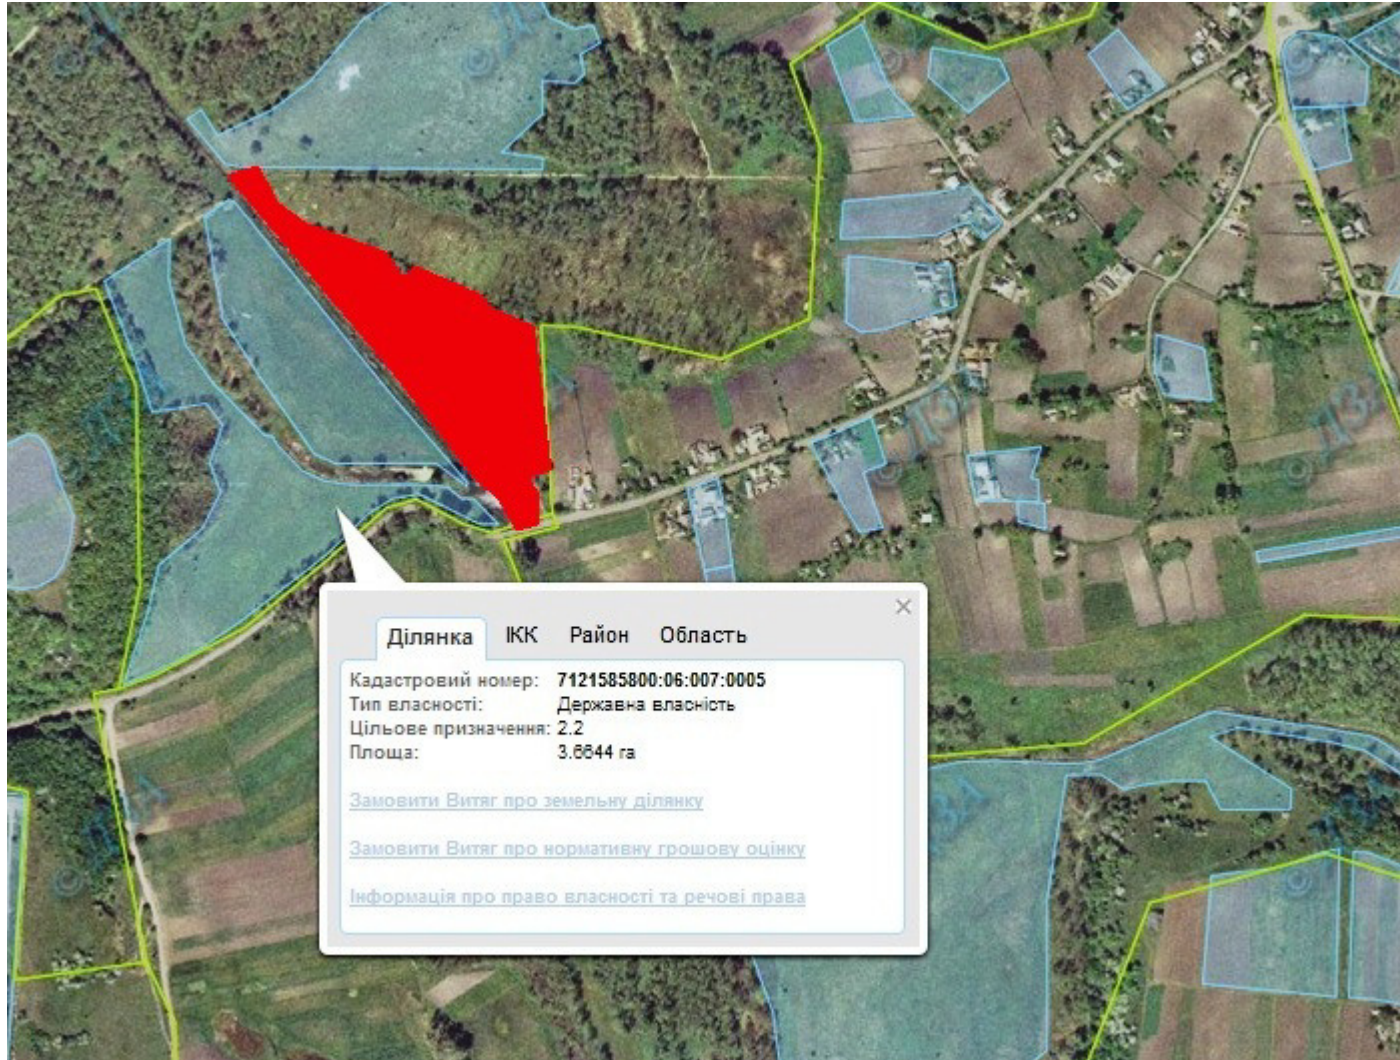 © ДЗА
Ділянка ІКК Район Область ×
Кадастровий номер: 7121585800:06:007:0005
Тип власності: Державна власність
Цільове призначення: 2.2
Площа: 3.6644 га
Замовити Витяг про земельну ділянку
Замовити Витяг про нормативну грошову оцінку
Інформація про право власності та речові права